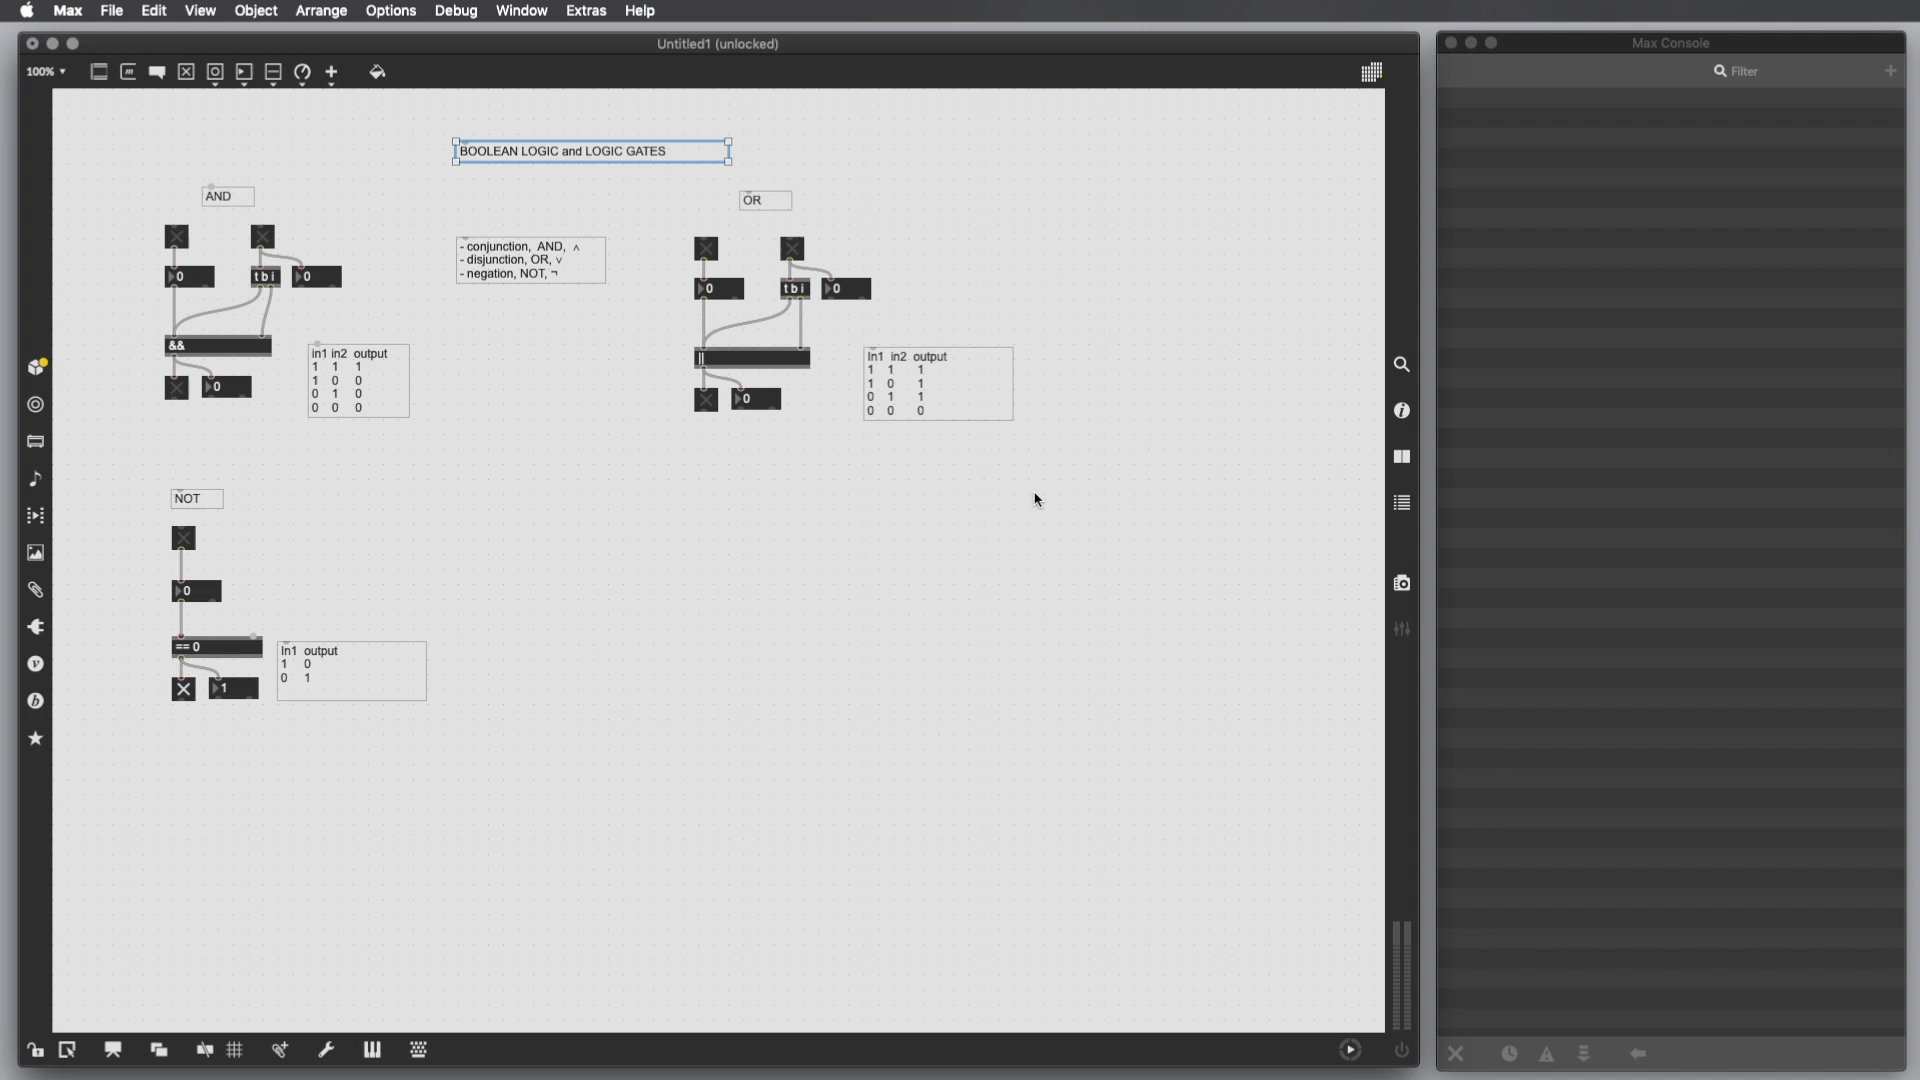 Max File Edit View Object Arrange Options Debug Window Extras Help
Untitled1 (unlocked)
Max Console
100%
Filter
BOOLEAN LOGIC and LOGIC GATES
AND
OR
- conjunction, AND, ∧
- disjunction, OR, ∨
- negation, NOT, ¬
0
t b i
0
0
t b i
0
&&
||
0
0
in1 in2 output
1 1 1
1 0 0
0 1 0
0 0 0
In1 in2 output
1 1 1
1 0 1
0 1 1
0 0 0
NOT
0
== 0
1
In1 output
1 0
0 1